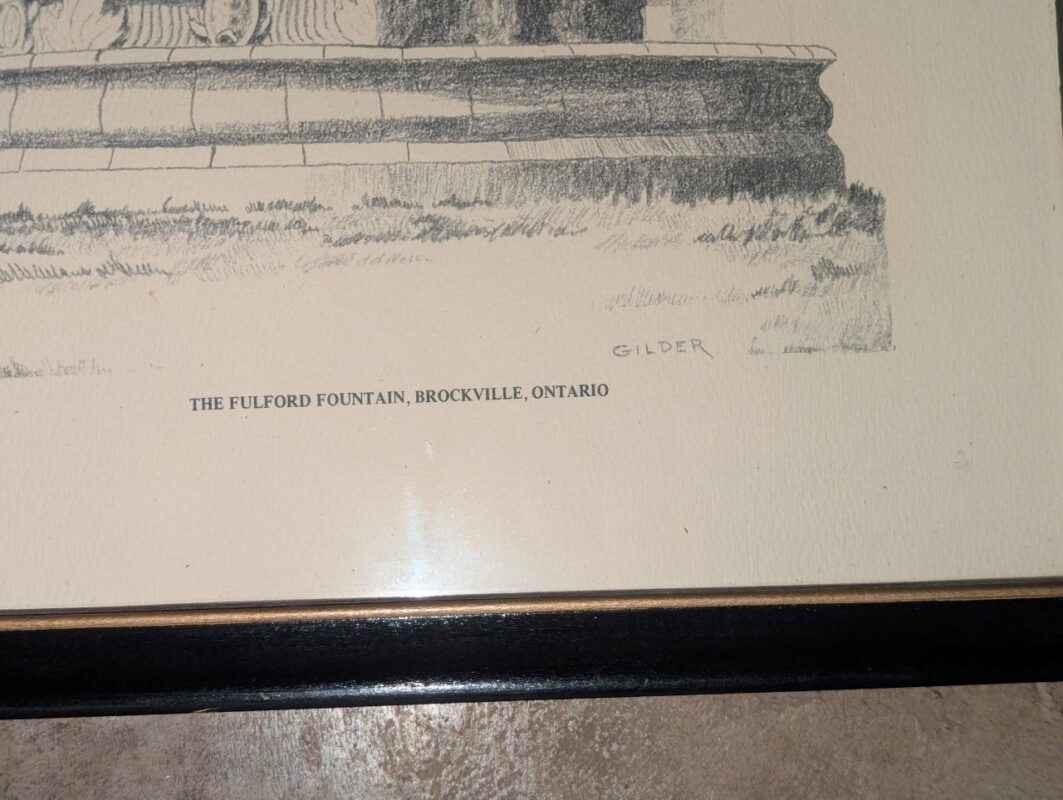 GILDER
THE FULFORD FOUNTAIN, BROCKVILLE, ONTARIO